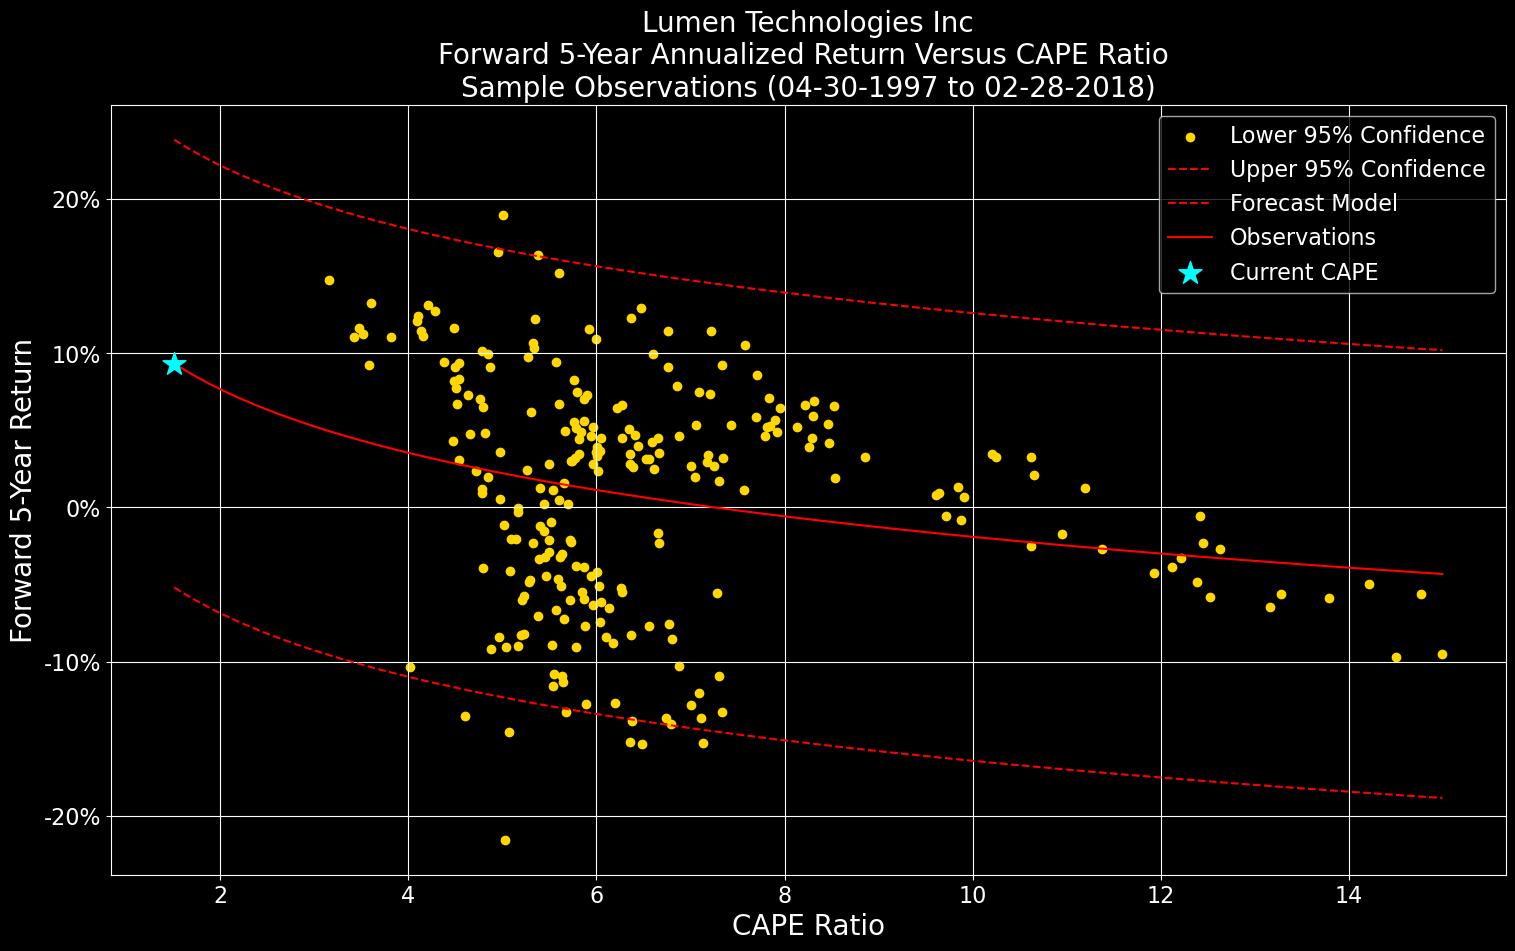 Lumen Technologies Inc
Forward 5-Year Annualized Return Versus CAPE Ratio
Sample Observations (04-30-1997 to 02-28-2018)
Lower 95% Confidence
Upper 95% Confidence
Forecast Model
Observations
Current CAPE
Forward 5-Year Return
20%
10%
0%
-10%
-20%
2 4 6 8 10 12 14
CAPE Ratio